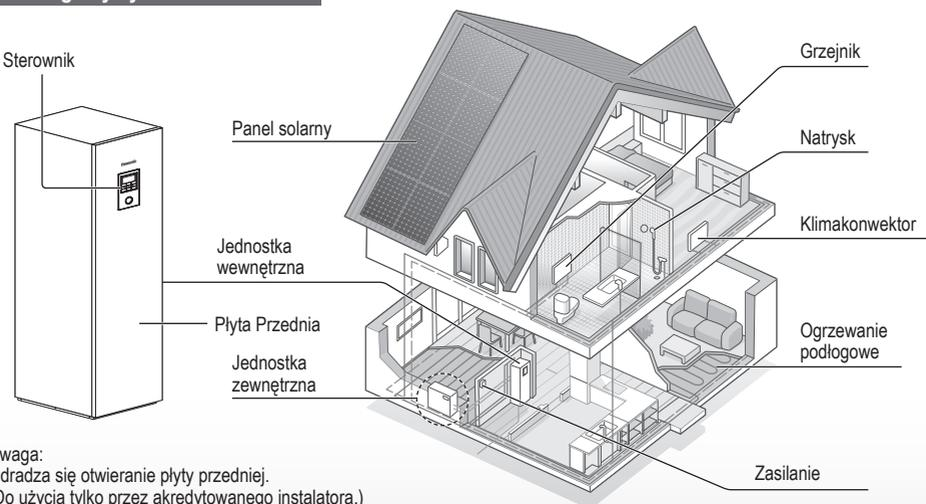 Sterownik
Panel solarny
Jednostka
wewnętrzna
Płyta Przednia
Jednostka
zewnętrzna
Grzejnik
Natrysk
Klimakonwektor
Ogrzewanie
podłogowe
Zasilanie
waga:
dradza się otwieranie płyty przedniej.
Do użycia tylko przez akredytowanego instalatora.)